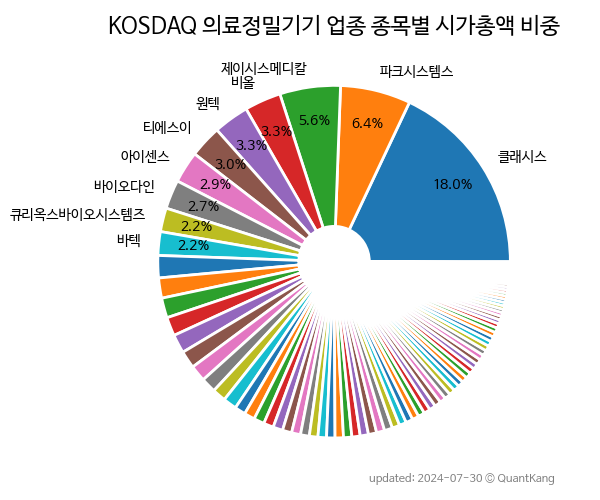 KOSDAQ 의료정밀기기 업종 종목별 시가총액 비중
제이시스메디칼
파크시스템스
비올
원텍
5.6%
6.4%
3.3%
티에스이
3.3%
아이센스
3.0%
클래시스
바이오다인
2.9%
18.0%
큐리옥스바이오시스템즈
2.7%
2.2%
바텍
2.2%
updated: 2024-07-30 © QuantKang